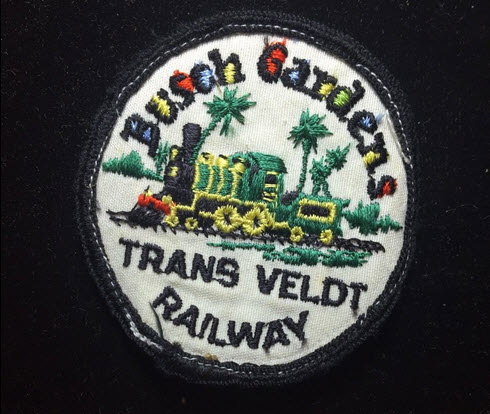 Busch Gardens
TRANS VELDT
RAILWAY